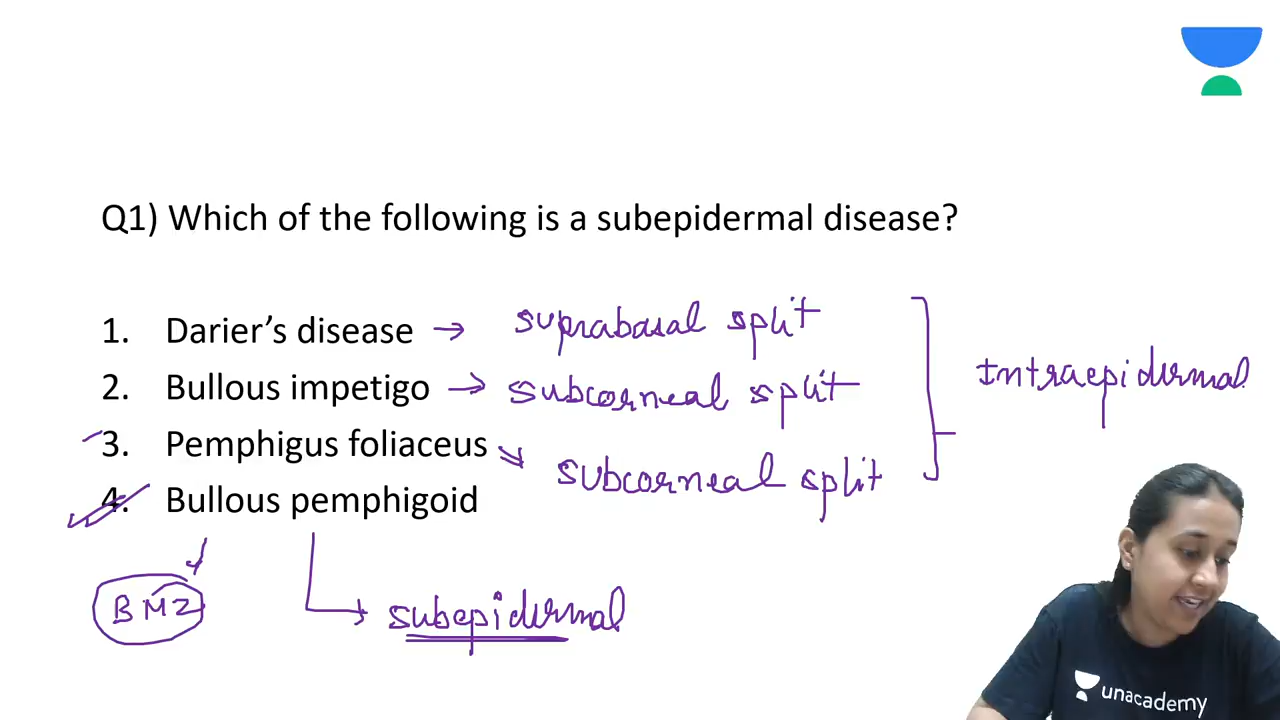 Q1) Which of the following is a subepidermal disease?
1. Darier's disease → suprabasal split
2. Bullous impetigo → subcorneal split
Intraepidermal
3. Pemphigus foliaceus → subcorneal split
4. Bullous pemphigoid
BMZ
subepidermal
unacademy